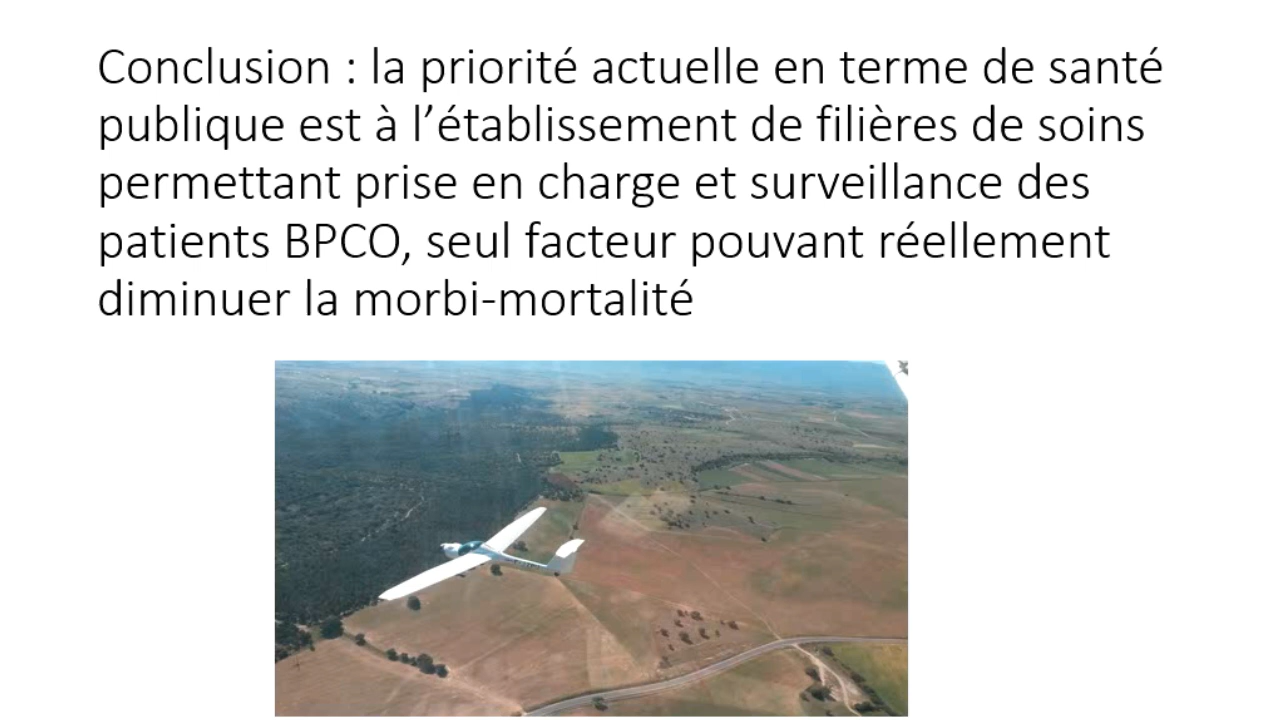 Conclusion : la priorité actuelle en terme de santé
publique est à l’établissement de filières de soins
permettant prise en charge et surveillance des
patients BPCO, seul facteur pouvant réellement
diminuer la morbi-mortalité